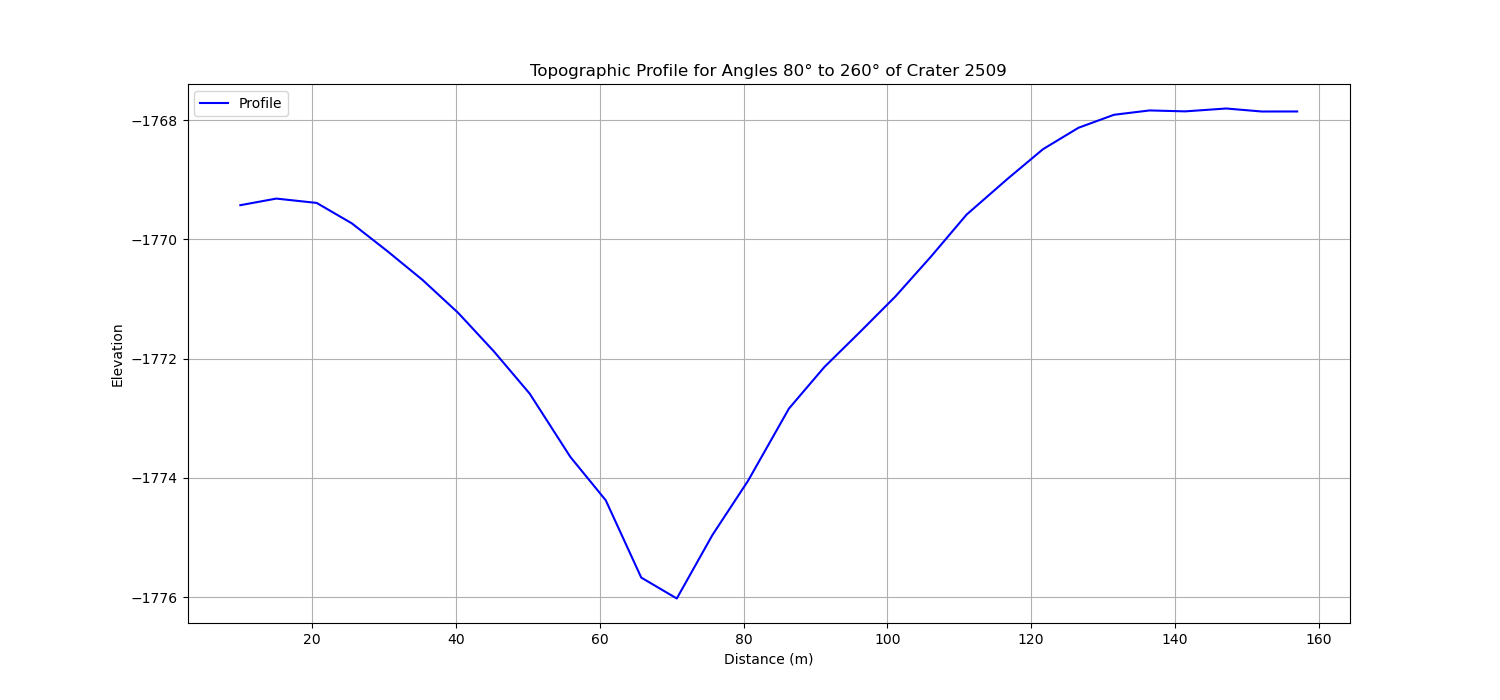 Topographic Profile for Angles 80° to 260° of Crater 2509
Profile
−1768
−1770
−1772
−1774
−1776
Elevation
20 40 60 80 100 120 140 160
Distance (m)